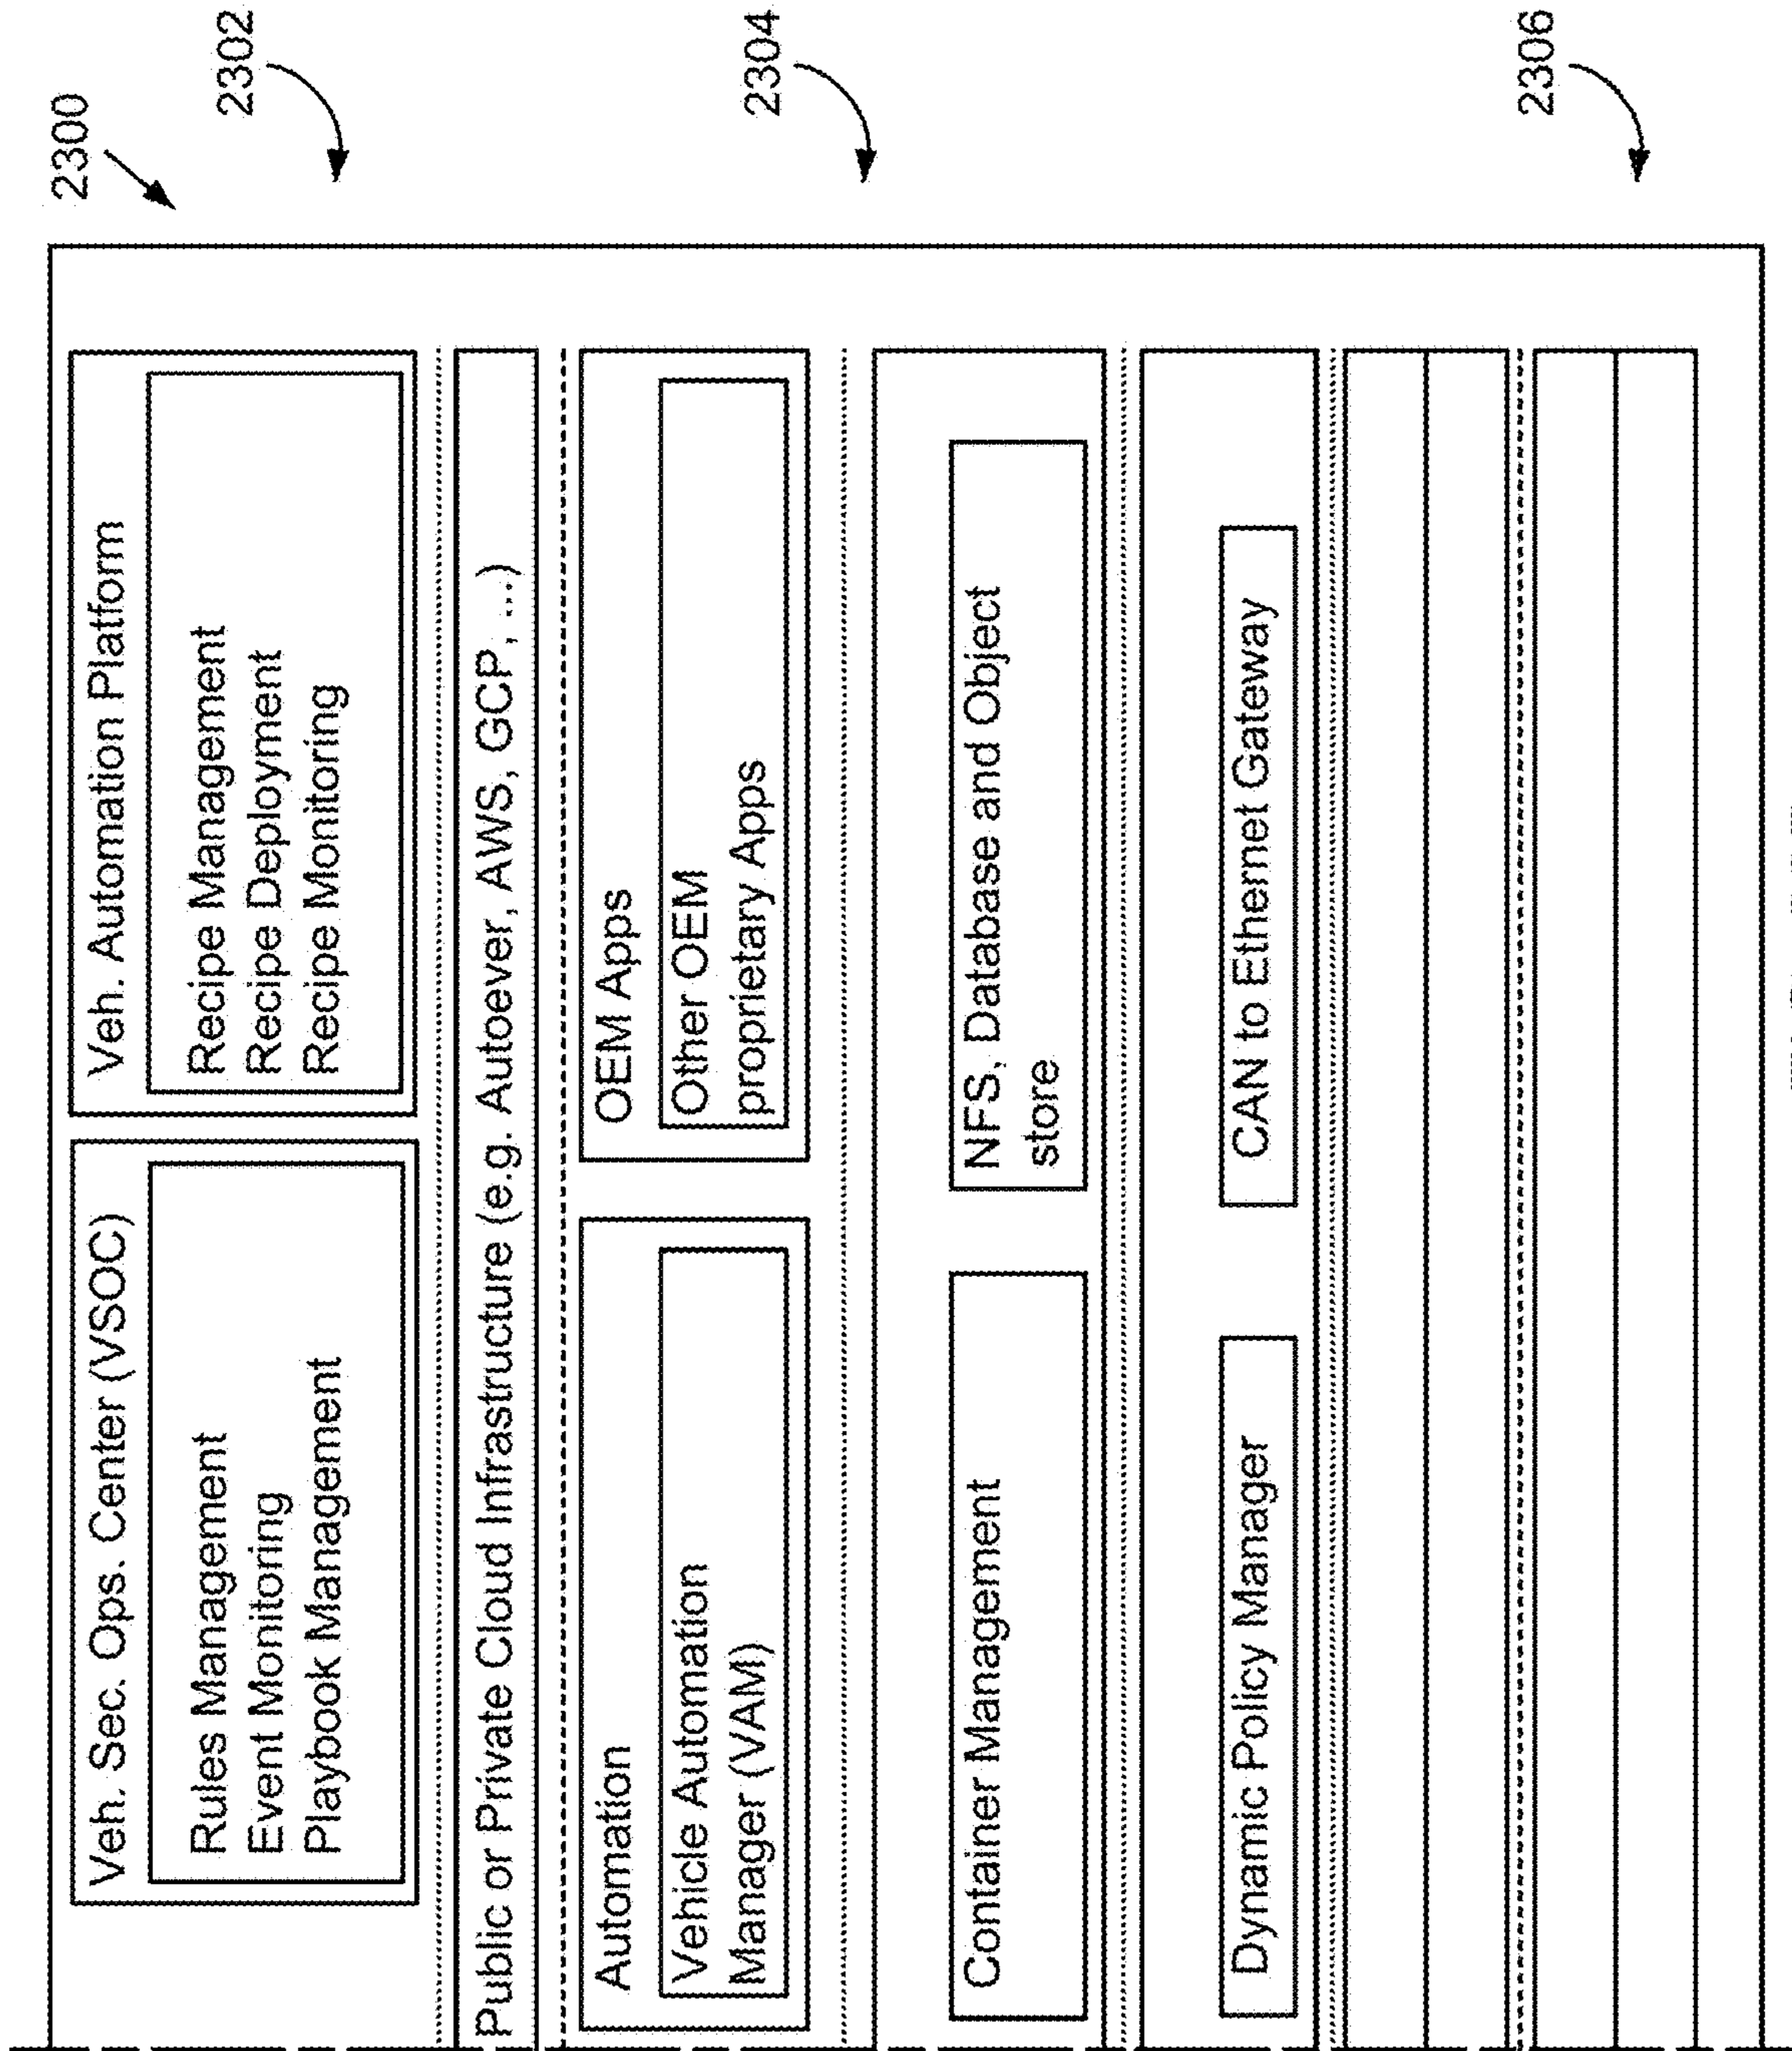 2300
2302
Veh. Sec. Ops. Center (VSOC)
Rules Management
Event Monitoring
Playbook Management
Veh. Automation Platform
Recipe Management
Recipe Deployment
Recipe Monitoring
Public or Private Cloud Infrastructure (e.g. Autoever, AWS, GCP, ...)
2304
Automation
Vehicle Automation
Manager (VAM)
OEM Apps
Other OEM
proprietary Apps
Container Management
NFS, Database and Object
store
Dynamic Policy Manager
CAN to Ethernet Gateway
2306